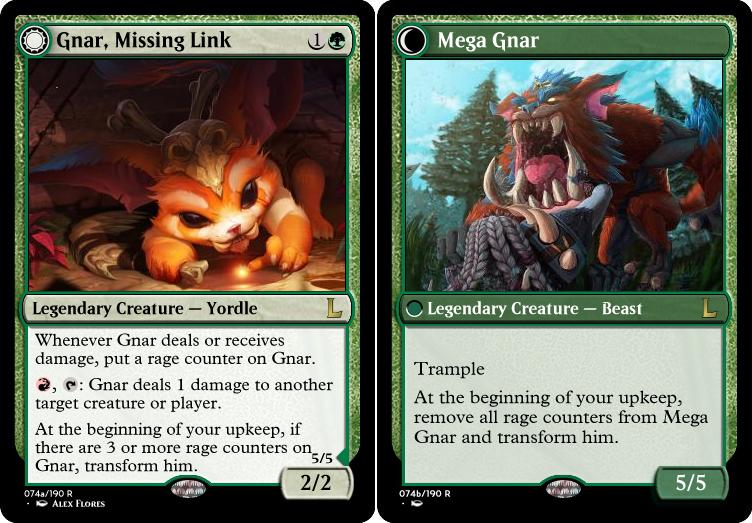 Gnar, Missing Link 1
Legendary Creature — Yordle L
Whenever Gnar deals or receives
damage, put a rage counter on Gnar.
, : Gnar deals 1 damage to another
target creature or player.
At the beginning of your upkeep, if
there are 3 or more rage counters on
Gnar, transform him.
5/5
2/2
074a/190 R
· ALEX FLORES
Mega Gnar
Legendary Creature — Beast L
Trample
At the beginning of your upkeep,
remove all rage counters from Mega
Gnar and transform him.
5/5
074b/190 R